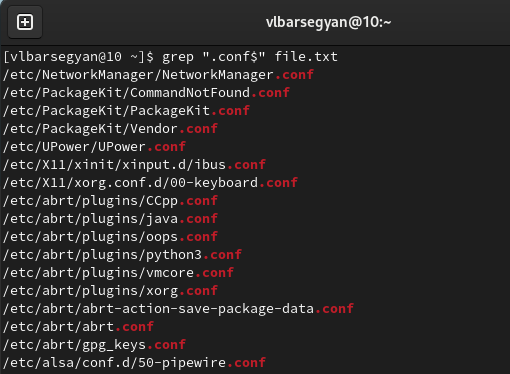 vlbarsegyan@10:~
[vlbarsegyan@10 ~]$ grep ".conf$" file.txt
/etc/NetworkManager/NetworkManager.conf
/etc/PackageKit/CommandNotFound.conf
/etc/PackageKit/PackageKit.conf
/etc/PackageKit/Vendor.conf
/etc/UPower/UPower.conf
/etc/X11/xinit/xinput.d/ibus.conf
/etc/X11/xorg.conf.d/00-keyboard.conf
/etc/abrt/plugins/CCpp.conf
/etc/abrt/plugins/java.conf
/etc/abrt/plugins/oops.conf
/etc/abrt/plugins/python3.conf
/etc/abrt/plugins/vmcore.conf
/etc/abrt/plugins/xorg.conf
/etc/abrt/abrt-action-save-package-data.conf
/etc/abrt/abrt.conf
/etc/abrt/gpg_keys.conf
/etc/alsa/conf.d/50-pipewire.conf